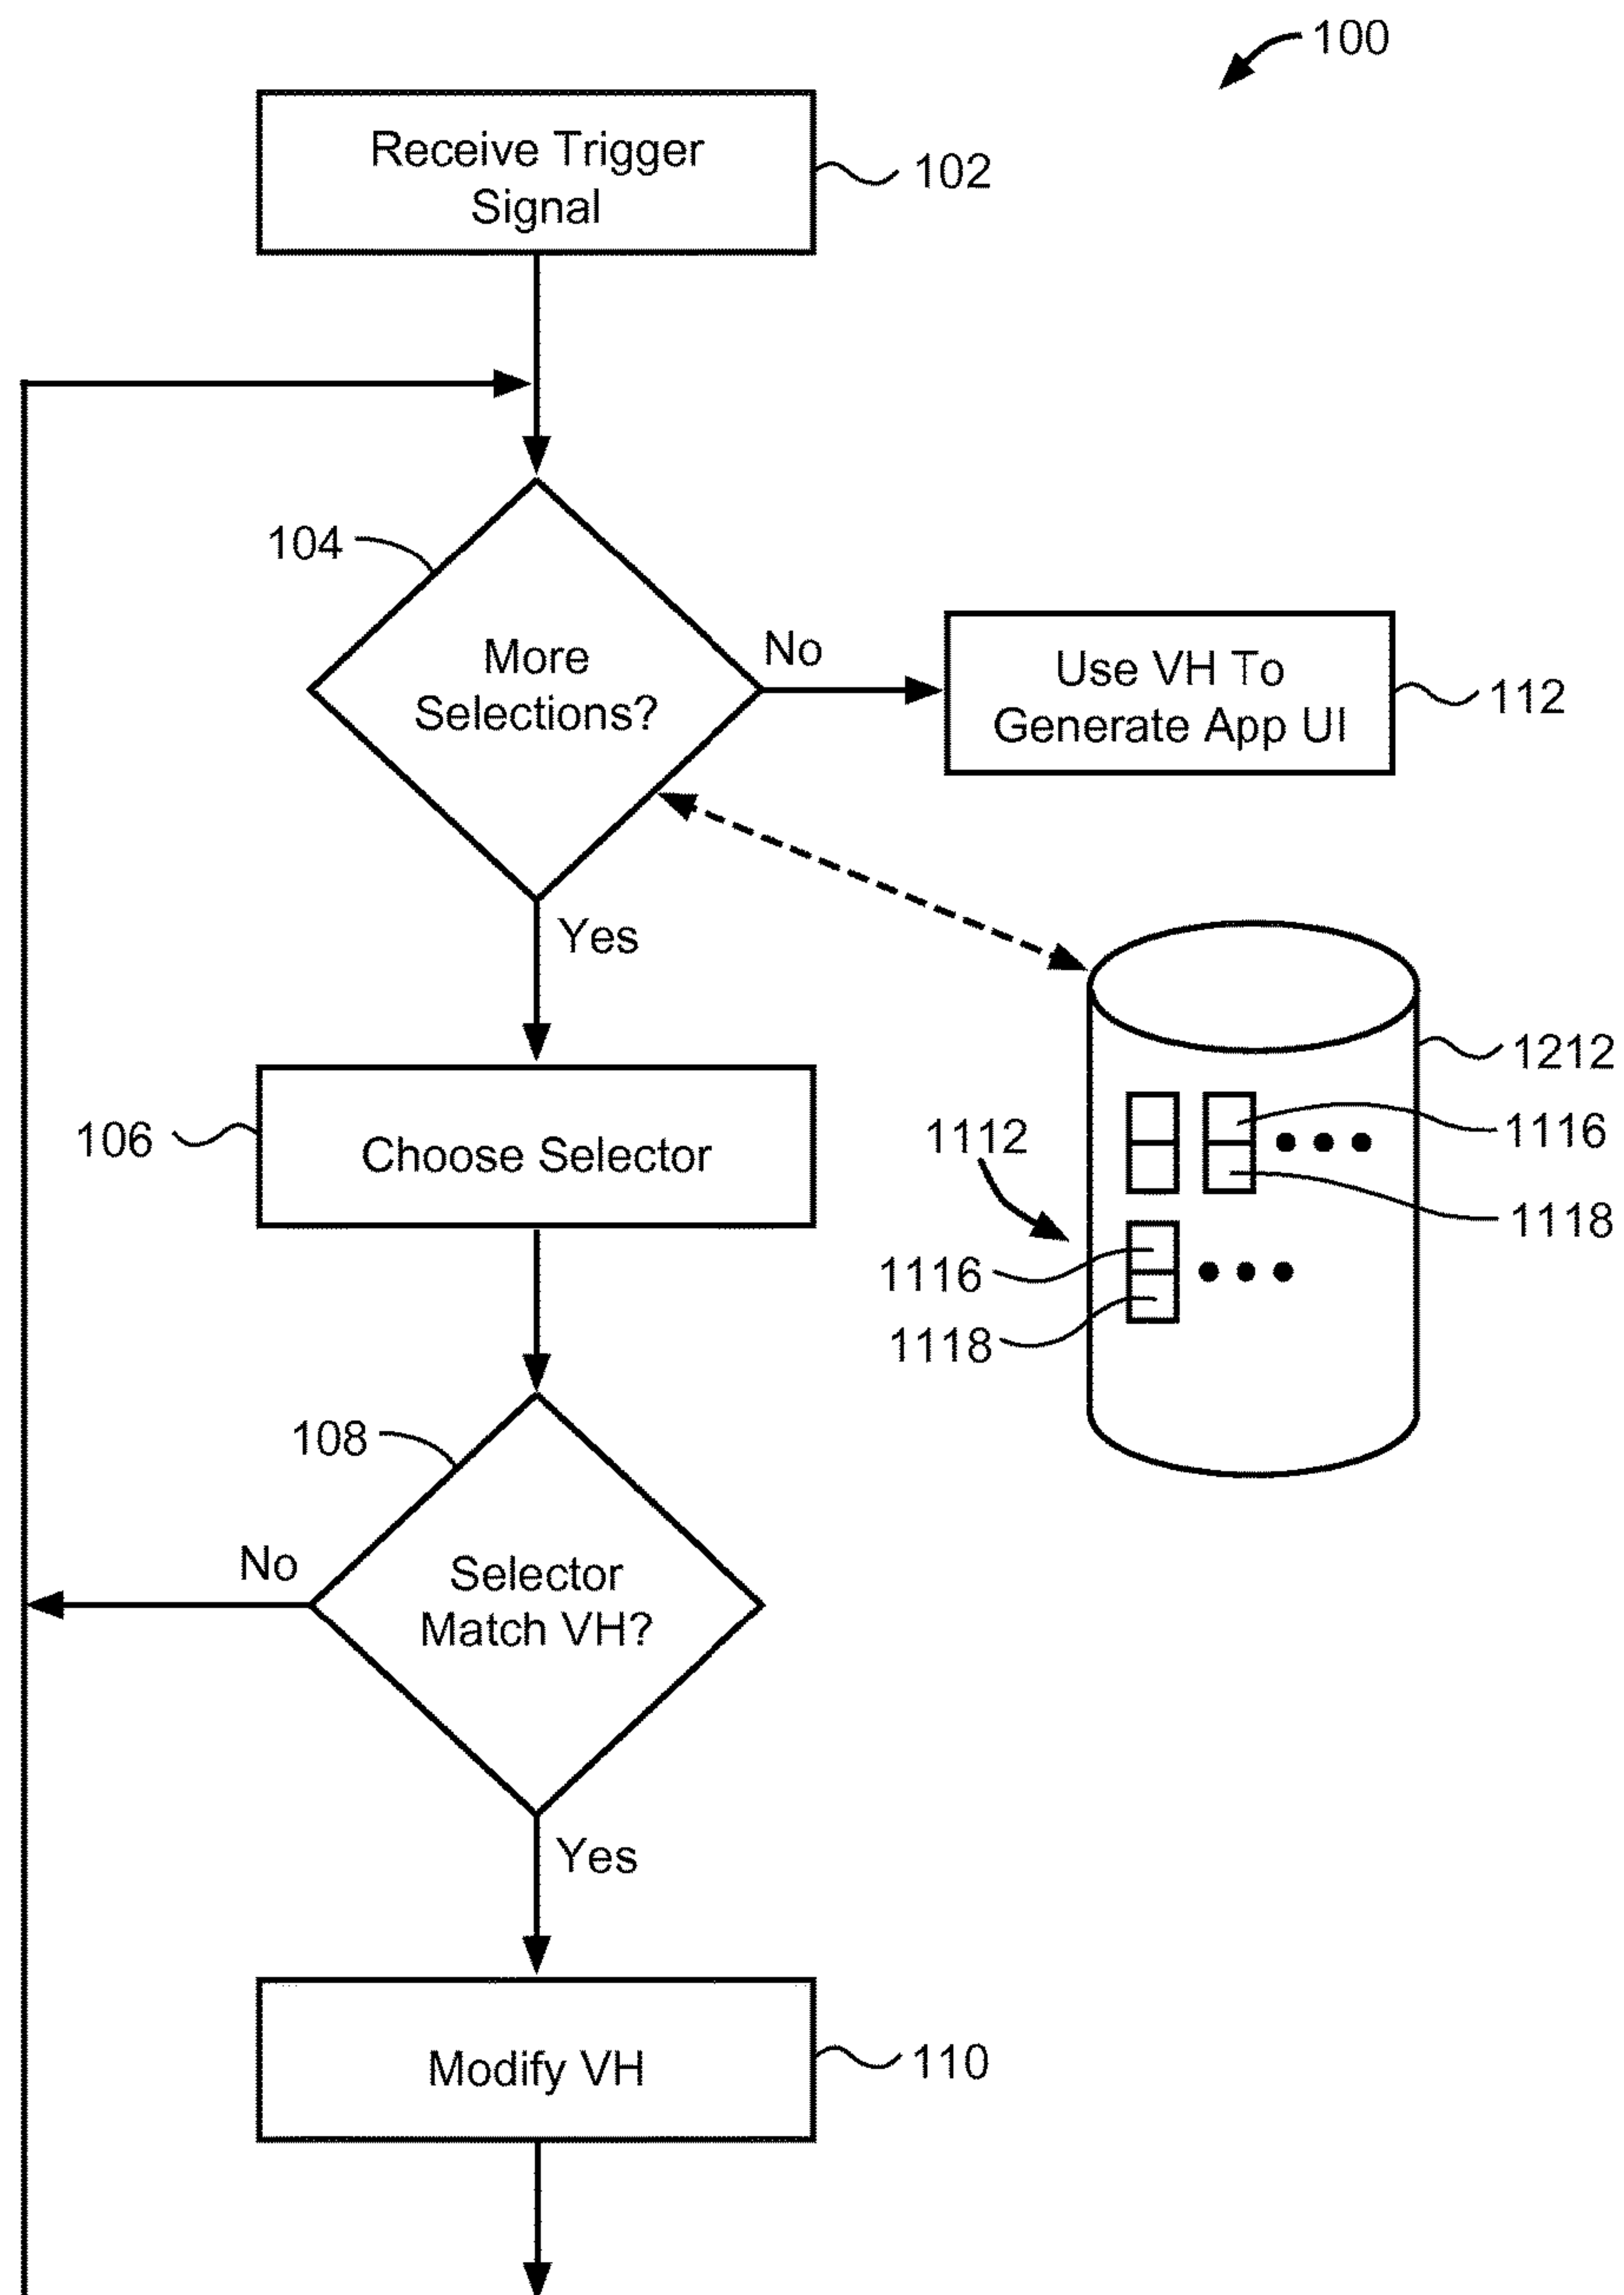 100
Receive Trigger
Signal
102
104
More
Selections?
No
Use VH To
Generate App UI
112
Yes
1212
106
Choose Selector
1112
1116
1118
1116
1118
108
No
Selector
Match VH?
Yes
Modify VH
110